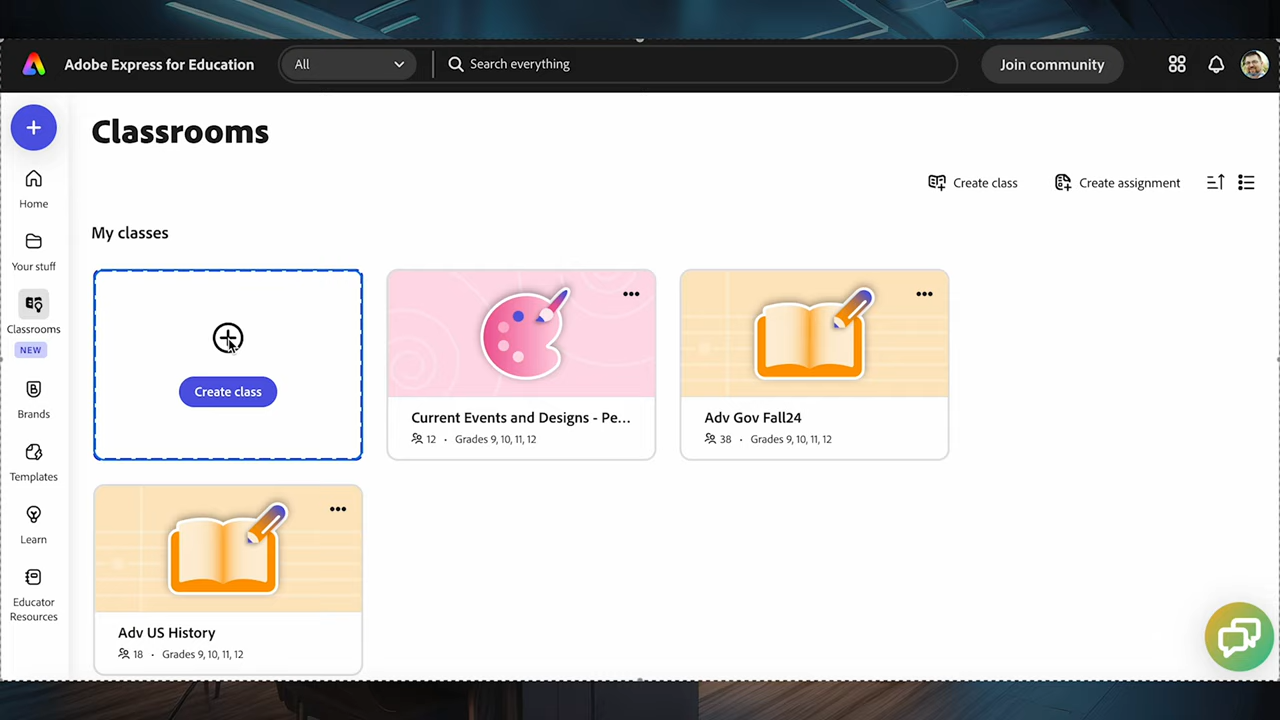 Adobe Express for Education
All
Search everything
Join community
Classrooms
Home
Your stuff
Classrooms
NEW
Brands
Templates
Learn
Educator
Resources
Create class
Create assignment
My classes
Create class
Current Events and Designs - Pe...
12 · Grades 9, 10, 11, 12
Adv Gov Fall24
38 · Grades 9, 10, 11, 12
Adv US History
18 · Grades 9, 10, 11, 12